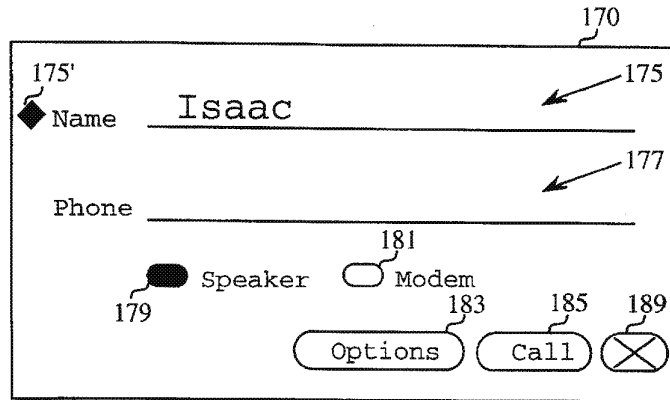 170
175'
Name Isaac 175
177
Phone
181
Speaker Modem
179
183 185 189
Options Call